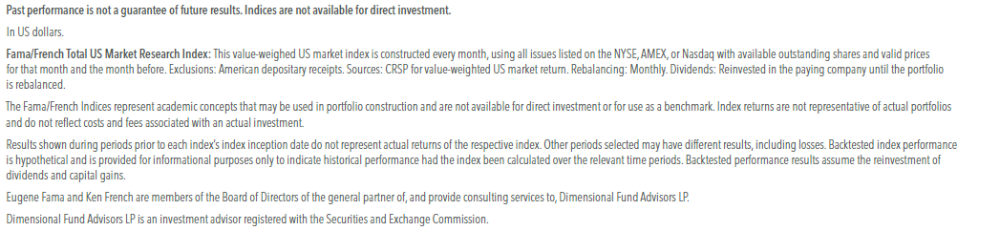 Past performance is not a guarantee of future results. Indices are not available for direct investment.
In US dollars.
Fama/French Total US Market Research Index: This value-weighed US market index is constructed every month, using all issues listed on the NYSE, AMEX, or Nasdaq with available outstanding shares and valid prices
for that month and the month before. Exclusions: American depositary receipts. Sources: CRSP for value-weighted US market return. Rebalancing: Monthly. Dividends: Reinvested in the paying company until the portfolio
is rebalanced.
The Fama/French Indices represent academic concepts that may be used in portfolio construction and are not available for direct investment or for use as a benchmark. Index returns are not representative of actual portfolios
and do not reflect costs and fees associated with an actual investment.
Results shown during periods prior to each index's index inception date do not represent actual returns of the respective index. Other periods selected may have different results, including losses. Backtested index performance
is hypothetical and is provided for informational purposes only to indicate historical performance had the index been calculated over the relevant time periods. Backtested performance results assume the reinvestment of
dividends and capital gains.
Eugene Fama and Ken French are members of the Board of Directors of the general partner of, and provide consulting services to, Dimensional Fund Advisors LP.
Dimensional Fund Advisors LP is an investment advisor registered with the Securities and Exchange Commission.